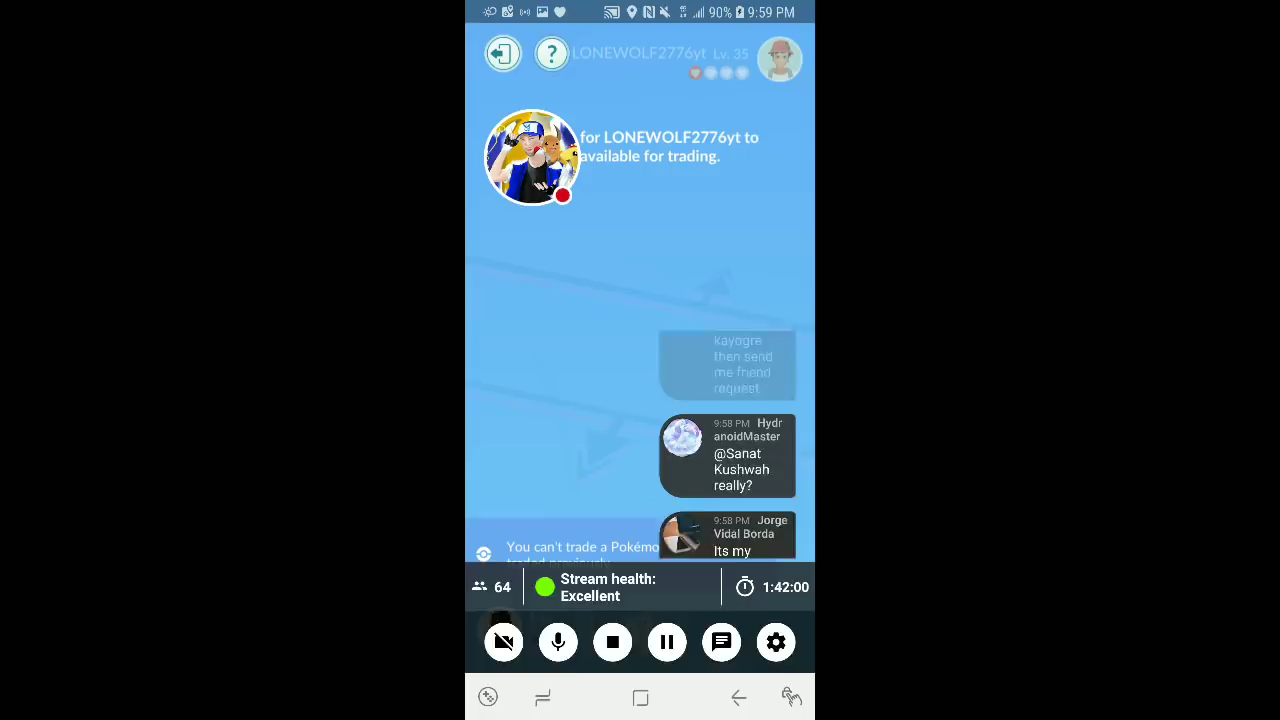 90% 9:59 PM
LONEWOLF2776yt Lv. 35
?
for LONEWOLF2776yt to
available for trading.
kayogre
then send
me friend
request
9:58 PM Hydr
anoidMaster
@Sanat
Kushwah
really?
9:58 PM Jorge
Vidal Borda
Its my
You can't trade a Pokémo
traded previously
64
Stream health:
Excellent
1:42:00